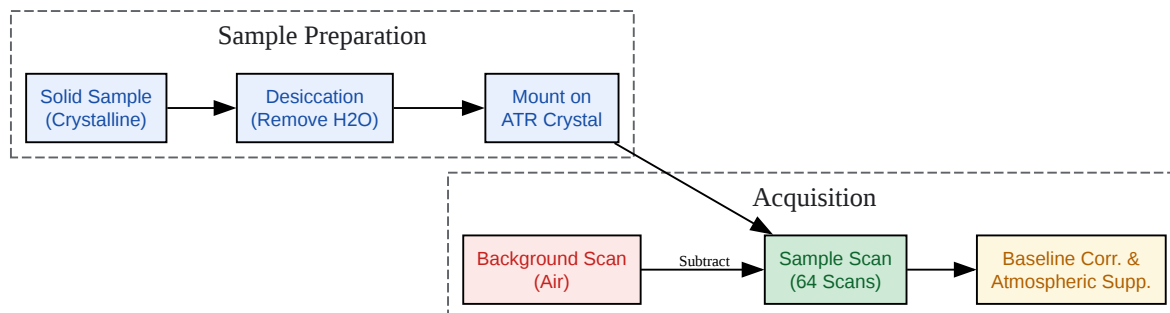 Sample Preparation
Solid Sample
(Crystalline)
Desiccation
(Remove H2O)
Mount on
ATR Crystal
Acquisition
Background Scan
(Air)
Subtract
Sample Scan
(64 Scans)
Baseline Corr. &
Atmospheric Supp.